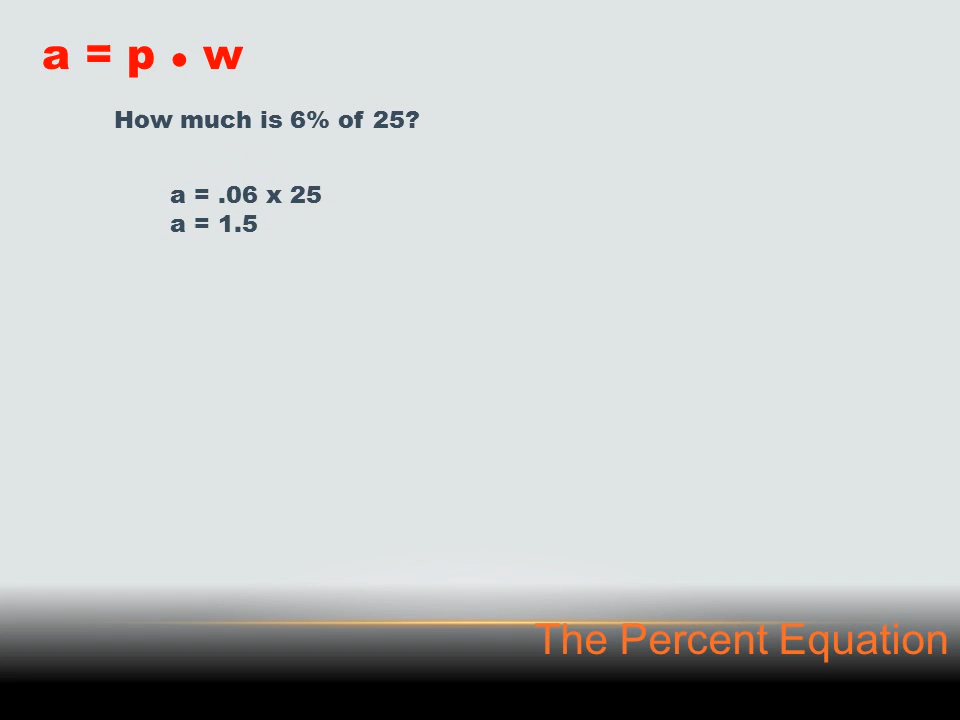 a = p • w
How much is 6% of 25?
a = .06 x 25
a = 1.5
The Percent Equation